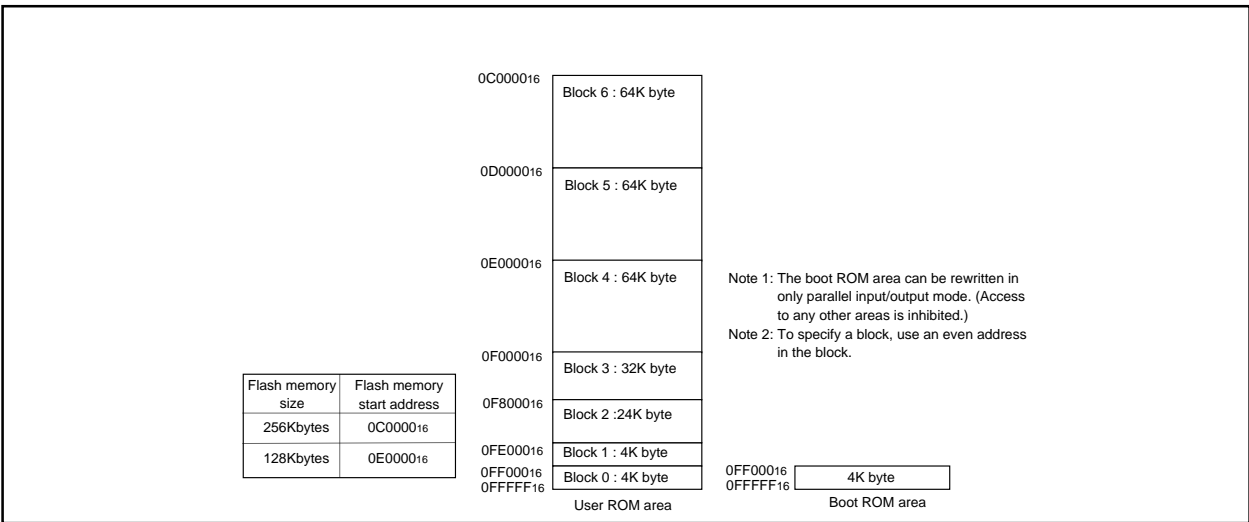 0C000016
Block 6 : 64K byte
0D000016
Block 5 : 64K byte
0E000016
Block 4 : 64K byte
0F000016
Block 3 : 32K byte
0F800016
Block 2 :24K byte
0FE00016
Block 1 : 4K byte
0FF00016
Block 0 : 4K byte
0FFFFF16
User ROM area
Flash memory size
Flash memory start address
256Kbytes
0C000016
128Kbytes
0E000016
Note 1: The boot ROM area can be rewritten in
only parallel input/output mode. (Access
to any other areas is inhibited.)
Note 2: To specify a block, use an even address
in the block.
0FF00016
4K byte
0FFFFF16
Boot ROM area